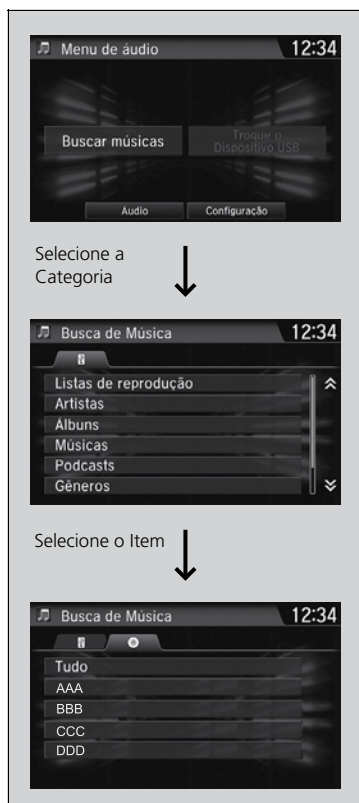 Menu de áudio 12:34
Buscar músicas
Troque o
Dispositivo USB
Áudio Configuração
Selecione a
Categoria
Busca de Música 12:34
Listas de reprodução
Artistas
Álbuns
Músicas
Podcasts
Gêneros
Selecione o Item
Busca de Música 12:34
Tudo
AAA
BBB
CCC
DDD